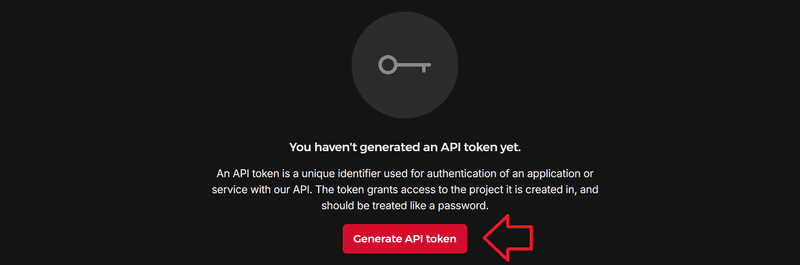 You haven't generated an API token yet.
An API token is a unique identifier used for authentication of an application or
service with our API. The token grants access to the project it is created in, and
should be treated like a password.
Generate API token